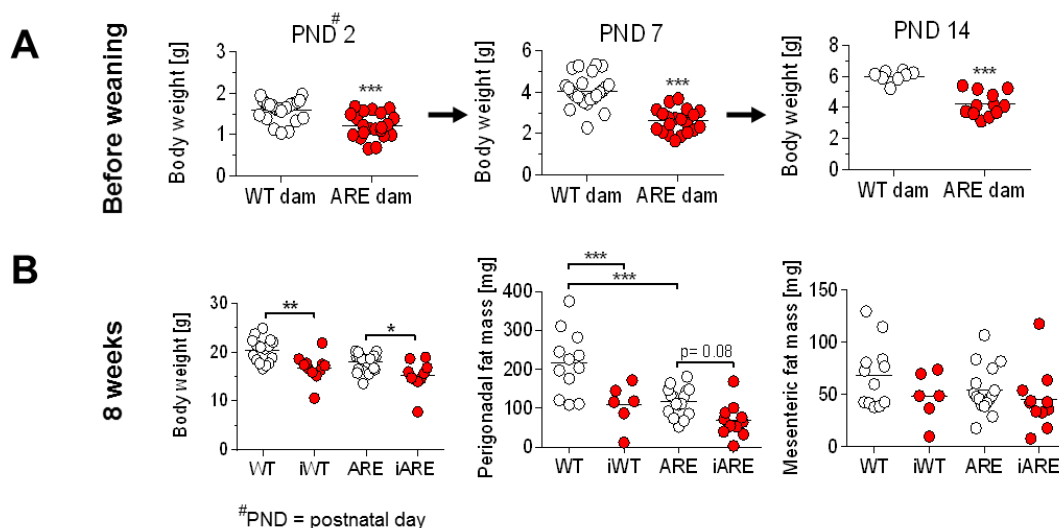 A
Before weaning
PND# 2
Body weight [g]
3
2
1
0
***
WT dam ARE dam
PND 7
Body weight [g]
6
4
2
0
***
WT dam ARE dam
PND 14
Body weight [g]
8
6
4
2
0
***
WT dam ARE dam
B
8 weeks
Body weight [g]
30
20
10
0
**
*
WT iWT ARE iARE
Perigonadal fat mass [mg]
400
300
200
100
0
***
***
p= 0.08
WT iWT ARE iARE
Mesenteric fat mass [mg]
150
100
50
0
WT iWT ARE iARE
#PND = postnatal day